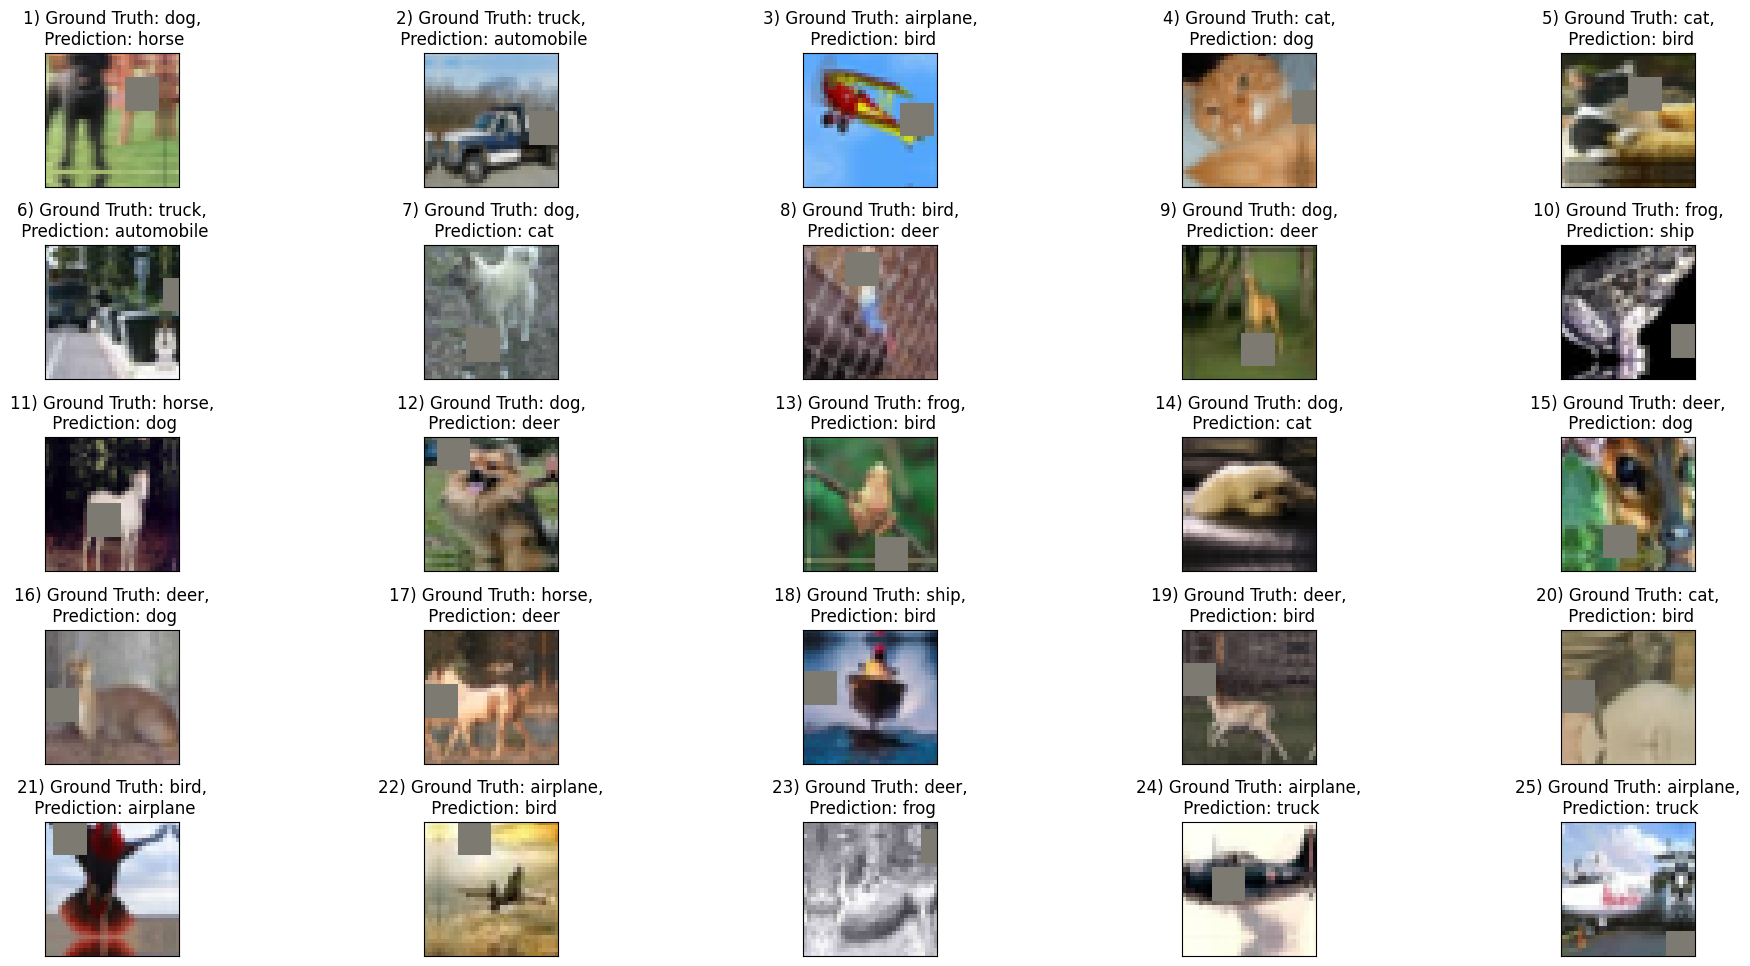 1) Ground Truth: dog,
Prediction: horse
2) Ground Truth: truck,
Prediction: automobile
3) Ground Truth: airplane,
Prediction: bird
4) Ground Truth: cat,
Prediction: dog
5) Ground Truth: cat,
Prediction: bird
6) Ground Truth: truck,
Prediction: automobile
7) Ground Truth: dog,
Prediction: cat
8) Ground Truth: bird,
Prediction: deer
9) Ground Truth: dog,
Prediction: deer
10) Ground Truth: frog,
Prediction: ship
11) Ground Truth: horse,
Prediction: dog
12) Ground Truth: dog,
Prediction: deer
13) Ground Truth: frog,
Prediction: bird
14) Ground Truth: dog,
Prediction: cat
15) Ground Truth: deer,
Prediction: dog
16) Ground Truth: deer,
Prediction: dog
17) Ground Truth: horse,
Prediction: deer
18) Ground Truth: ship,
Prediction: bird
19) Ground Truth: deer,
Prediction: bird
20) Ground Truth: cat,
Prediction: bird
21) Ground Truth: bird,
Prediction: airplane
22) Ground Truth: airplane,
Prediction: bird
23) Ground Truth: deer,
Prediction: frog
24) Ground Truth: airplane,
Prediction: truck
25) Ground Truth: airplane,
Prediction: truck